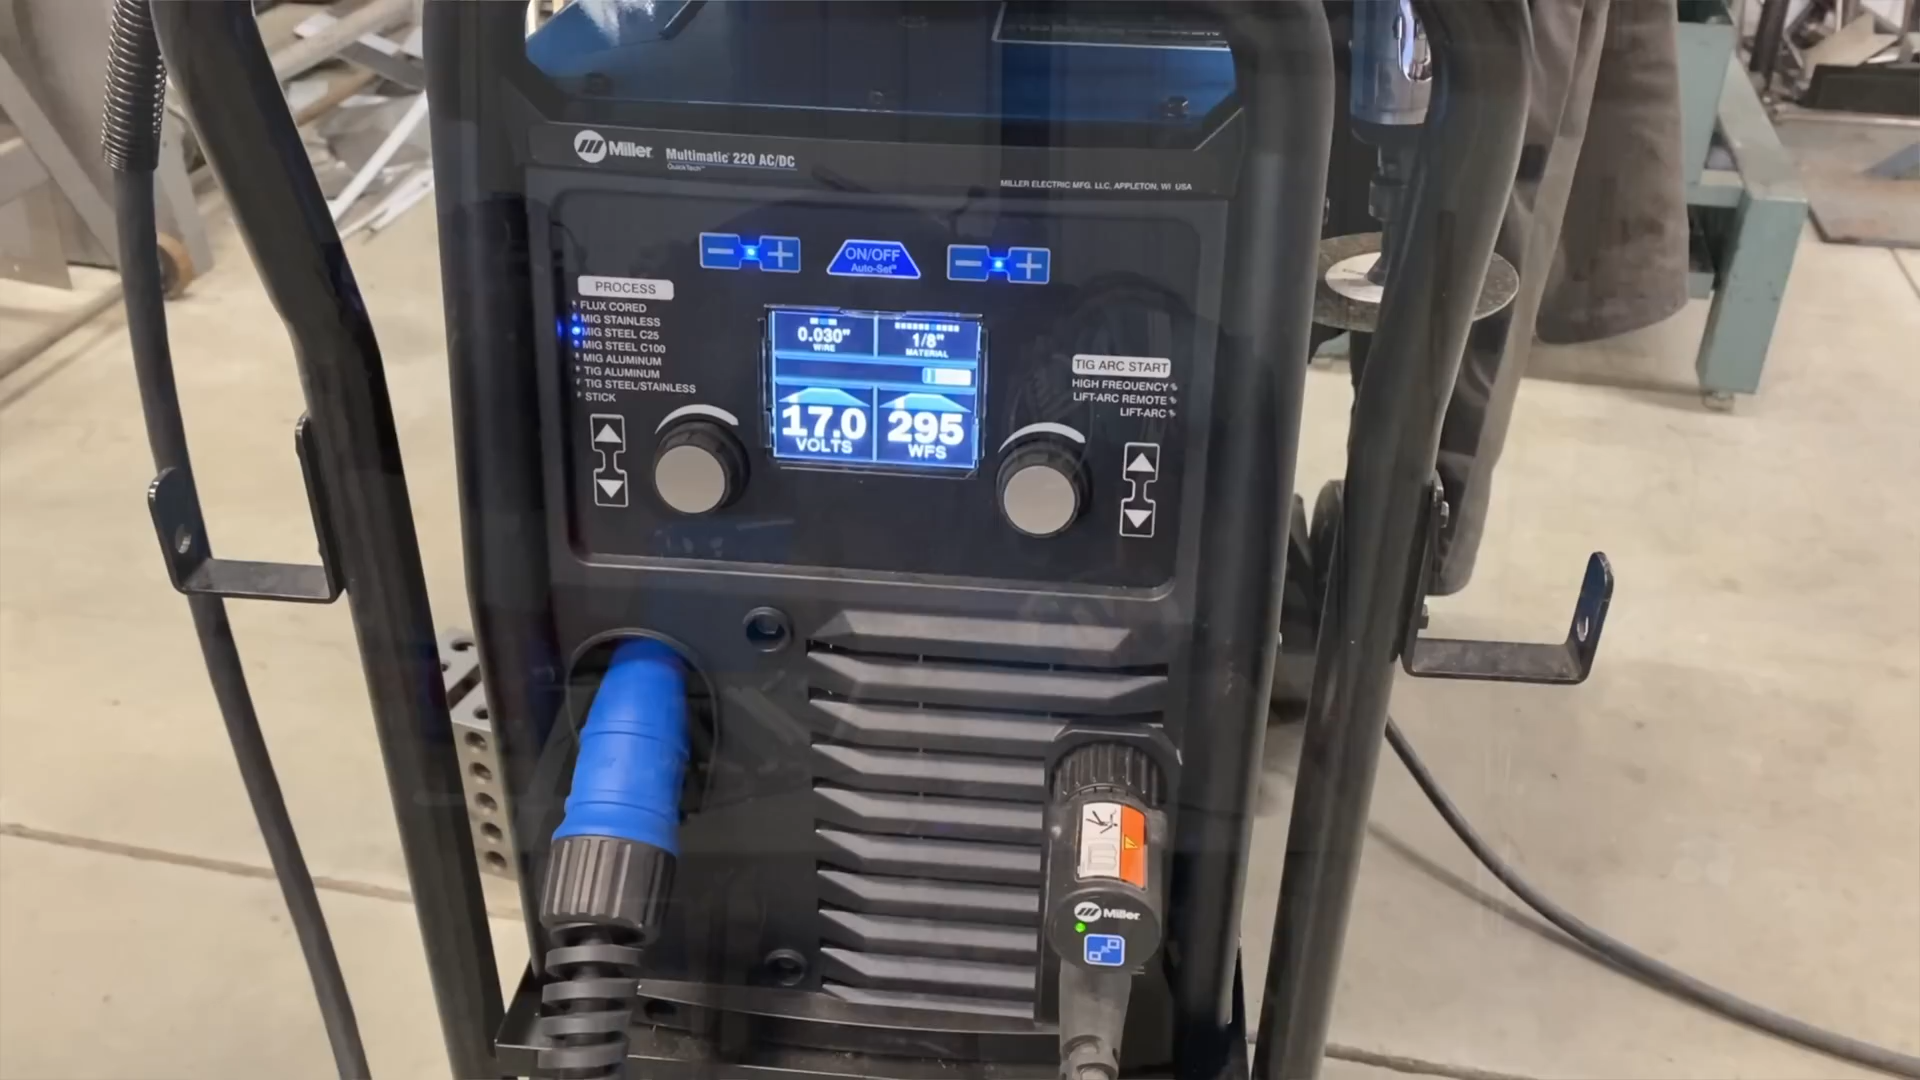 Miller
Multimatic 220 AC/DC
QuickTech™
MILLER ELECTRIC MFG. LLC, APPLETON, WI USA
ON/OFF
Auto-Set™
PROCESS
FLUX CORED
MIG STAINLESS
MIG STEEL C25
MIG STEEL C100
MIG ALUMINUM
TIG ALUMINUM
TIG STEEL/STAINLESS
STICK
0.030"
WIRE
1/8"
MATERIAL
17.0
VOLTS
295
WFS
TIG ARC START
HIGH FREQUENCY
LIFT-ARC REMOTE
LIFT-ARC
Miller